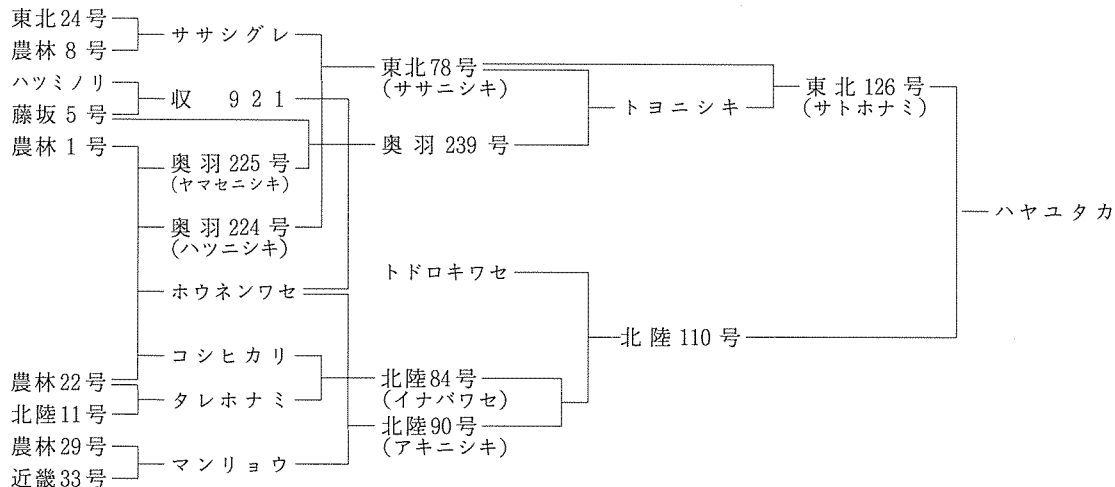 東北24号
農林8号
ササシグレ
ハツミノリ
藤坂5号
収 921
農林1号
奥羽225号
(ヤマセニシキ)
奥羽224号
(ハツニシキ)
ホウネンワセ
コシヒカリ
農林22号
北陸11号
タレホナミ
農林29号
近畿33号
マンリョウ
東北78号
(ササニシキ)
奥羽239号
トヨニシキ
東北126号
(サトホナミ)
トドロキワセ
北陸84号
(イナバワセ)
北陸90号
(アキニシキ)
北陸110号
ハヤユタカ